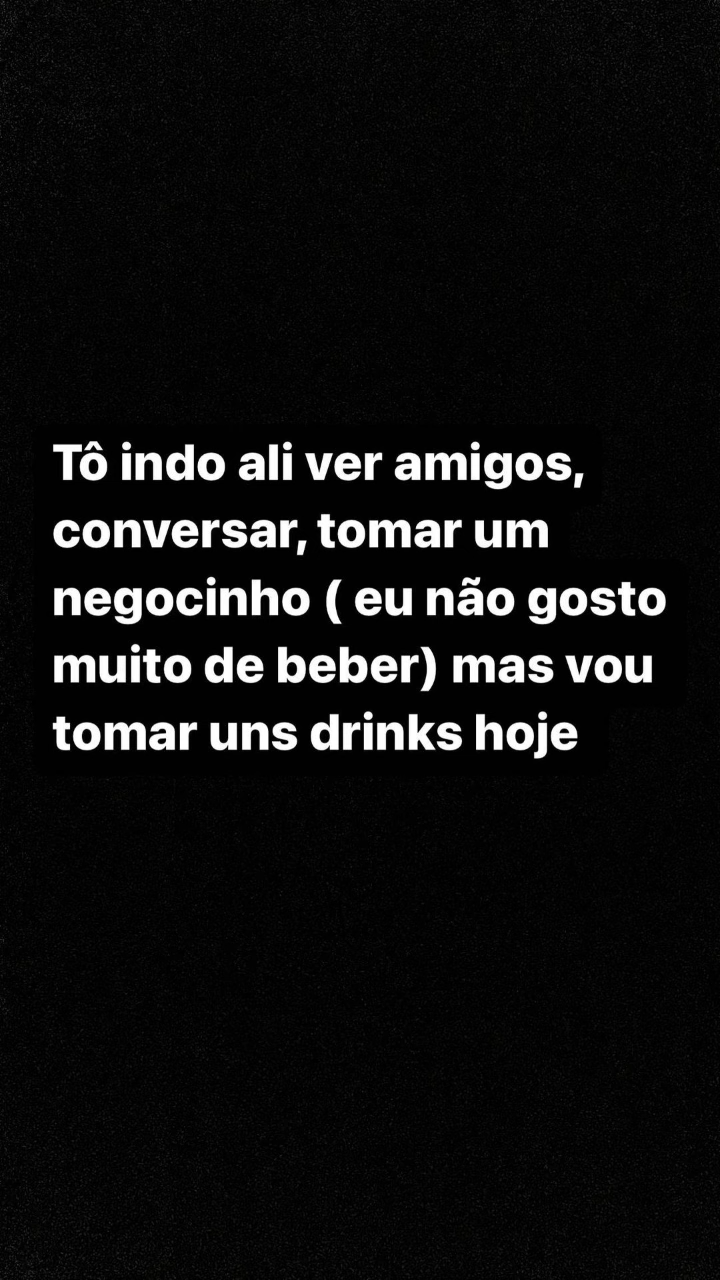 Tô indo ali ver amigos,
conversar, tomar um
negocinho ( eu não gosto
muito de beber) mas vou
tomar uns drinks hoje